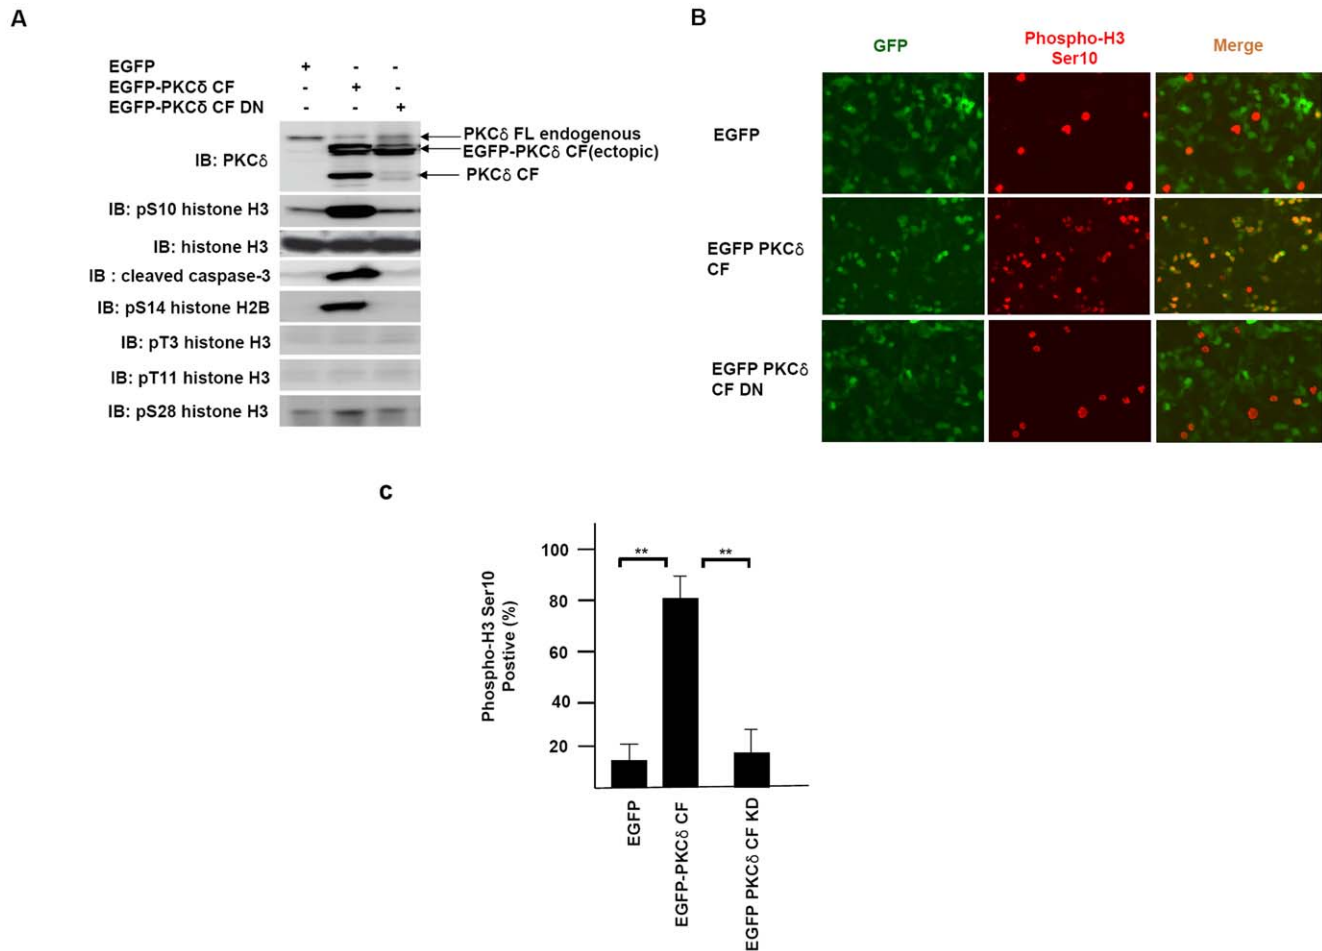 A
EGFP + - -
EGFP-PKCδ CF - + -
EGFP-PKCδ CF DN - - +
PKCδ FL endogenous
EGFP-PKCδ CF(ectopic)
IB: PKCδ
PKCδ CF
IB: pS10 histone H3
IB: histone H3
IB : cleaved caspase-3
IB: pS14 histone H2B
IB: pT3 histone H3
IB: pT11 histone H3
IB: pS28 histone H3
B
GFP
Phospho-H3
Ser10
Merge
EGFP
EGFP PKCδ
CF
EGFP PKCδ
CF DN
C
Phospho-H3 Ser10
Postive (%)
100
80
60
40
20
** **
EGFP
EGFP-PKCδ CF
EGFP PKCδ CF KD